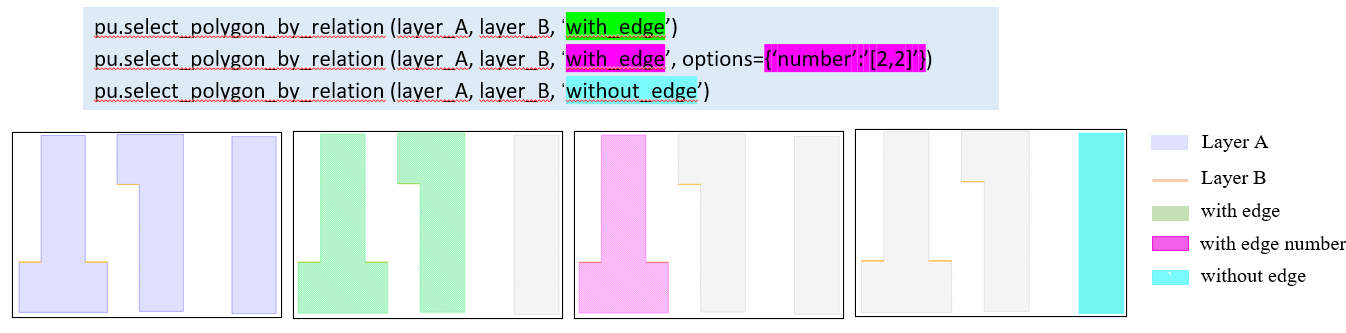 pu.select_polygon_by_relation (layer_A, layer_B, ‘with_edge’)
pu.select_polygon_by_relation (layer_A, layer_B, ‘with_edge’, options={‘number’:’[2,2]’})
pu.select_polygon_by_relation (layer_A, layer_B, ‘without_edge’)
Layer A
Layer B
with edge
with edge number
without edge